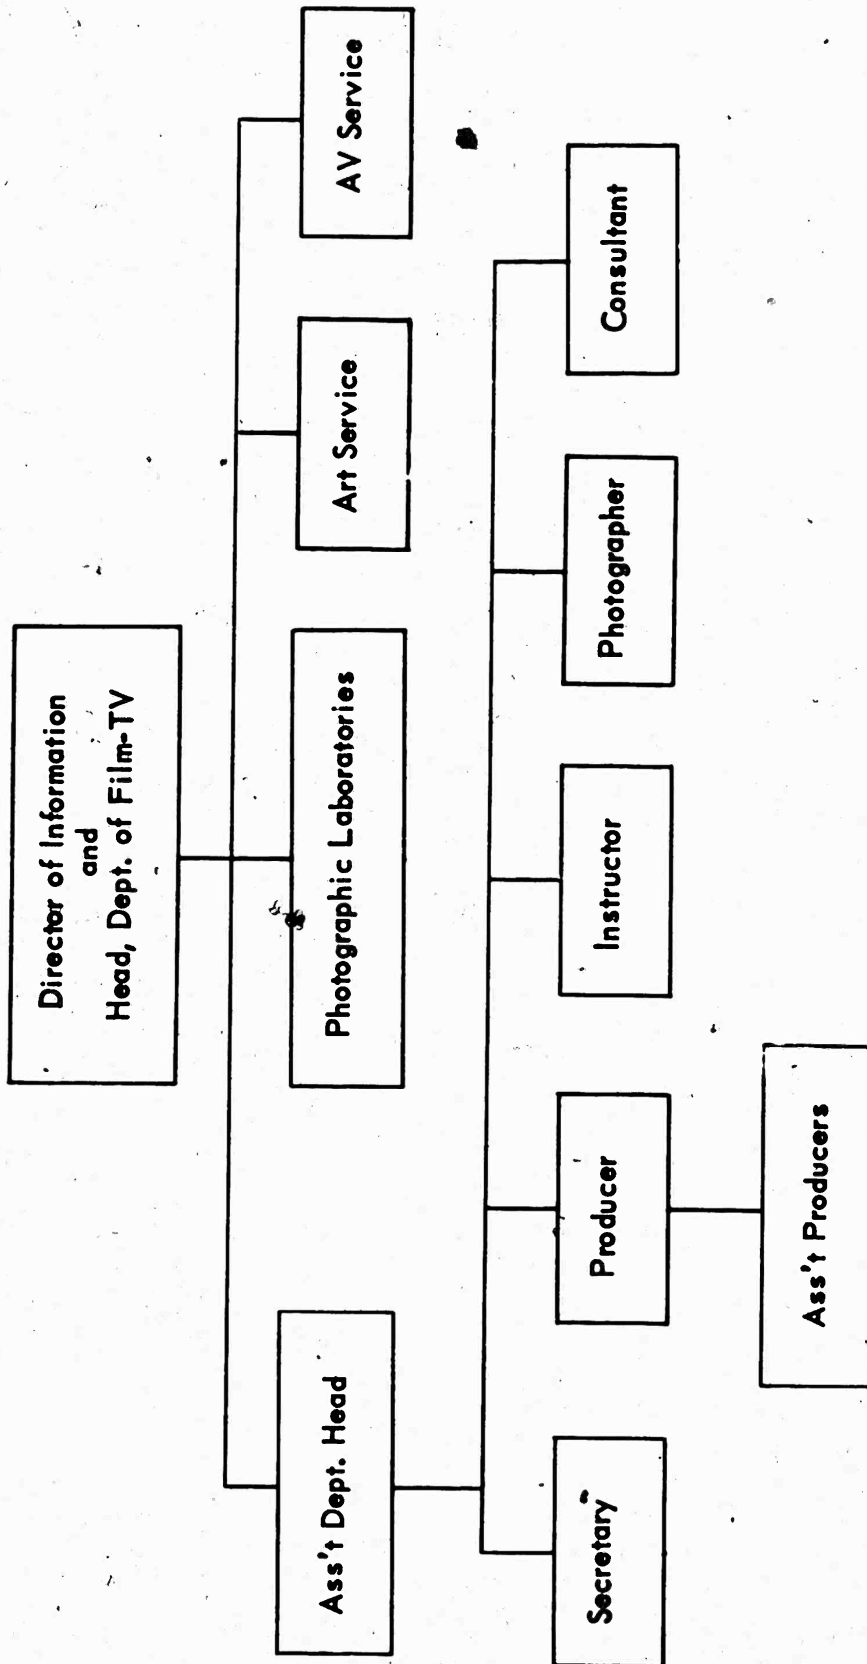 Director of Information
and
Head, Dept. of Film-TV
Ass't Dept. Head
Photographic Laboratories
Art Service
AV Service
Secretary
Producer
Instructor
Photographer
Consultant
Ass't Producers